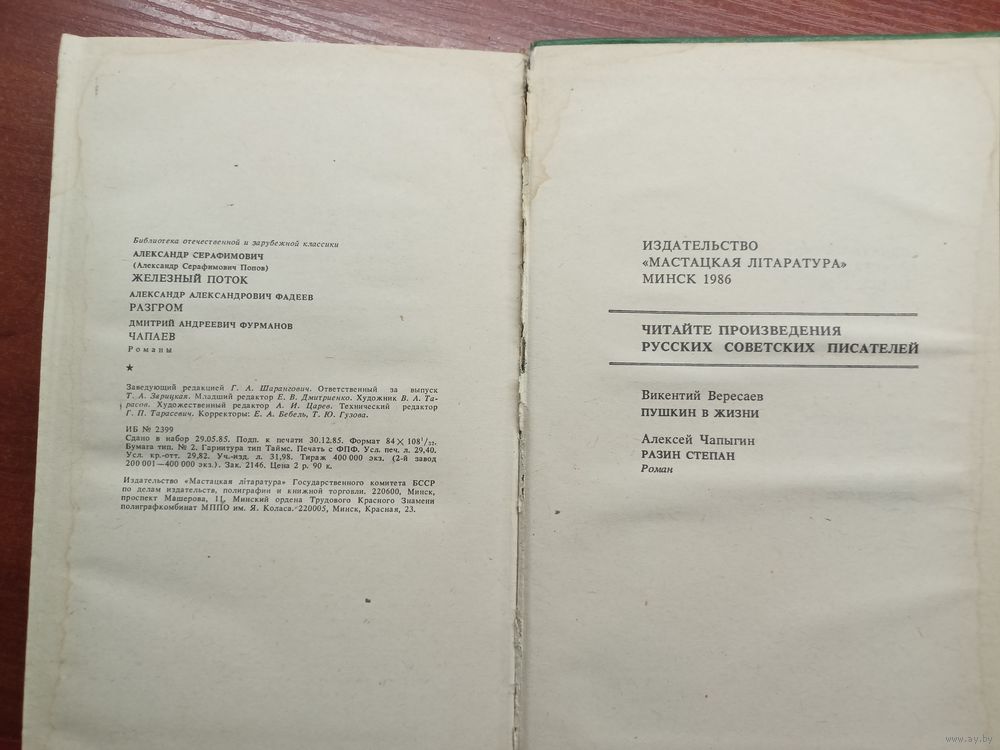 Библиотека отечественной и зарубежной классики
АЛЕКСАНДР СЕРАФИМОВИЧ
(Александр Серафимович Попов)
ЖЕЛЕЗНЫЙ ПОТОК
АЛЕКСАНДР АЛЕКСАНДРОВИЧ ФАДЕЕВ
РАЗГРОМ
ДМИТРИЙ АНДРЕЕВИЧ ФУРМАНОВ
ЧАПАЕВ
Романы
★
Заведующий редакцией Г. А. Шарангович. Ответственный за выпуск
Т. А. Зарицкая. Младший редактор Е. В. Дмитриенко. Художник В. А. Та-
расов. Художественный редактор А. И. Царев. Технический редактор
Г. П. Тарасевич. Корректоры: Е. А. Бебель, Т. Ю. Гузова.
ИБ № 2399
Сдано в набор 29.05.85. Подп. к печати 30.12.85. Формат 84×108¹/₃₂.
Бумага тип. № 2. Гарнитура тип Таймс. Печать с ФПФ. Усл. печ. л. 29,40.
Усл. кр.-отт. 29,82. Уч.-изд. л. 31,98. Тираж 400 000 экз. (2-й завод
200 001—400 000 экз.). Зак. 2146. Цена 2 р. 90 к.
Издательство «Мастацкая літаратура» Государственного комитета БССР
по делам издательств, полиграфии и книжной торговли. 220600, Минск,
проспект Машерова, 11. Минский ордена Трудового Красного Знамени
полиграфкомбинат МППО им. Я. Коласа. 220005, Минск, Красная, 23.
ИЗДАТЕЛЬСТВО
«МАСТАЦКАЯ ЛІТАРАТУРА»
МИНСК 1986
ЧИТАЙТЕ ПРОИЗВЕДЕНИЯ
РУССКИХ СОВЕТСКИХ ПИСАТЕЛЕЙ
Викентий Вересаев
ПУШКИН В ЖИЗНИ
Алексей Чапыгин
РАЗИН СТЕПАН
Роман
www.ay.by